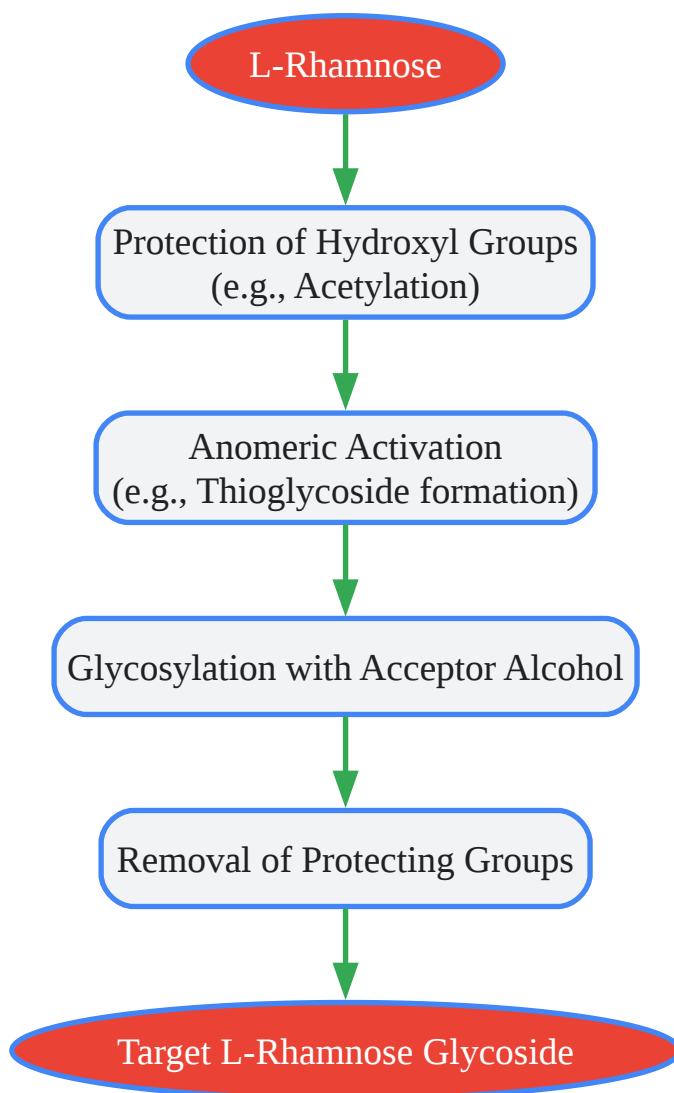 L-Rhamnose
Protection of Hydroxyl Groups
(e.g., Acetylation)
Anomeric Activation
(e.g., Thioglycoside formation)
Glycosylation with Acceptor Alcohol
Removal of Protecting Groups
Target L-Rhamnose Glycoside